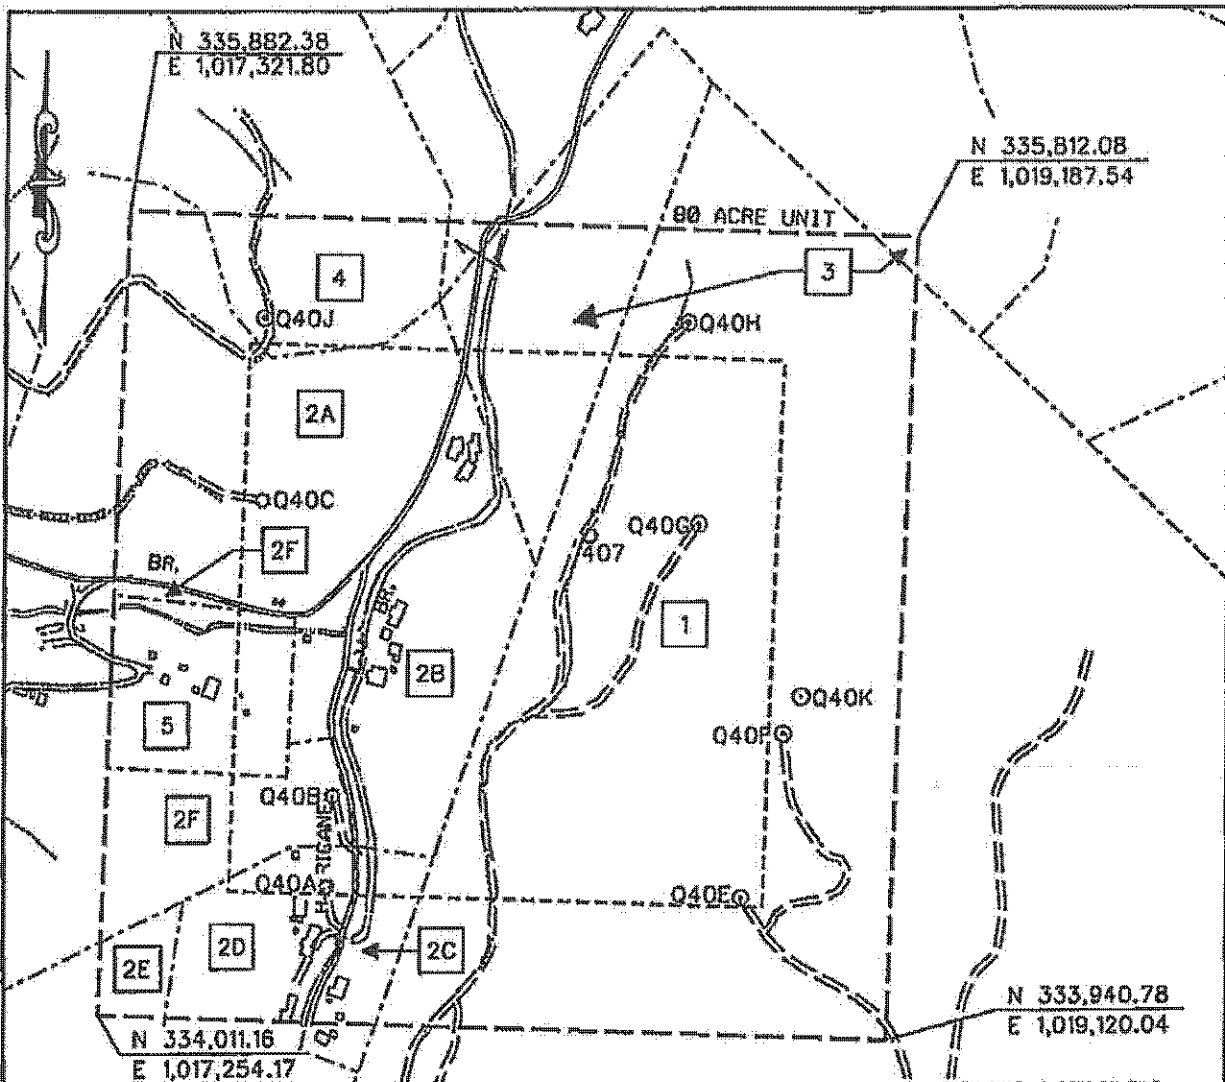 N 335,882.38
E 1,017,321.80
N 335,812.08
E 1,019,187.54
80 ACRE UNIT
4
3
Q40J
Q40H
2A
Q40C
Q40G
407
2F
BR.
BR.
1
2B
Q40K
5
Q40F
Q40B
2F
HURRICANE
Q40A
Q40E
2D
2C
2E
N 333,940.78
E 1,019,120.04
N 334,011.16
E 1,017,254.17